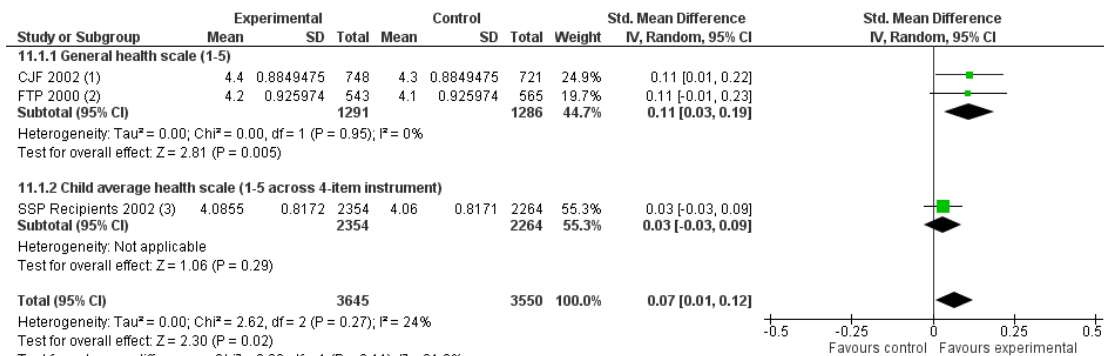 Experimental Control Std. Mean Difference Std. Mean Difference
Study or Subgroup Mean SD Total Mean SD Total Weight IV, Random, 95% CI IV, Random, 95% CI
11.1.1 General health scale (1-5)
CJF 2002 (1) 4.4 0.8849475 748 4.3 0.8849475 721 24.9% 0.11 [0.01, 0.22]
FTP 2000 (2) 4.2 0.925974 543 4.1 0.925974 565 19.7% 0.11 [-0.01, 0.23]
Subtotal (95% CI) 1291 1286 44.7% 0.11 [0.03, 0.19]
Heterogeneity: Tau² = 0.00; Chi² = 0.00, df = 1 (P = 0.95); I² = 0%
Test for overall effect: Z = 2.81 (P = 0.005)
11.1.2 Child average health scale (1-5 across 4-item instrument)
SSP Recipients 2002 (3) 4.0855 0.8172 2354 4.06 0.8171 2264 55.3% 0.03 [-0.03, 0.09]
Subtotal (95% CI) 2354 2264 55.3% 0.03 [-0.03, 0.09]
Heterogeneity: Not applicable
Test for overall effect: Z = 1.06 (P = 0.29)
Total (95% CI) 3645 3550 100.0% 0.07 [0.01, 0.12]
Heterogeneity: Tau² = 0.00; Chi² = 2.62, df = 2 (P = 0.27); I² = 24%
Test for overall effect: Z = 2.30 (P = 0.02)
-0.5 -0.25 0 0.25 0.5
Favours control Favours experimental